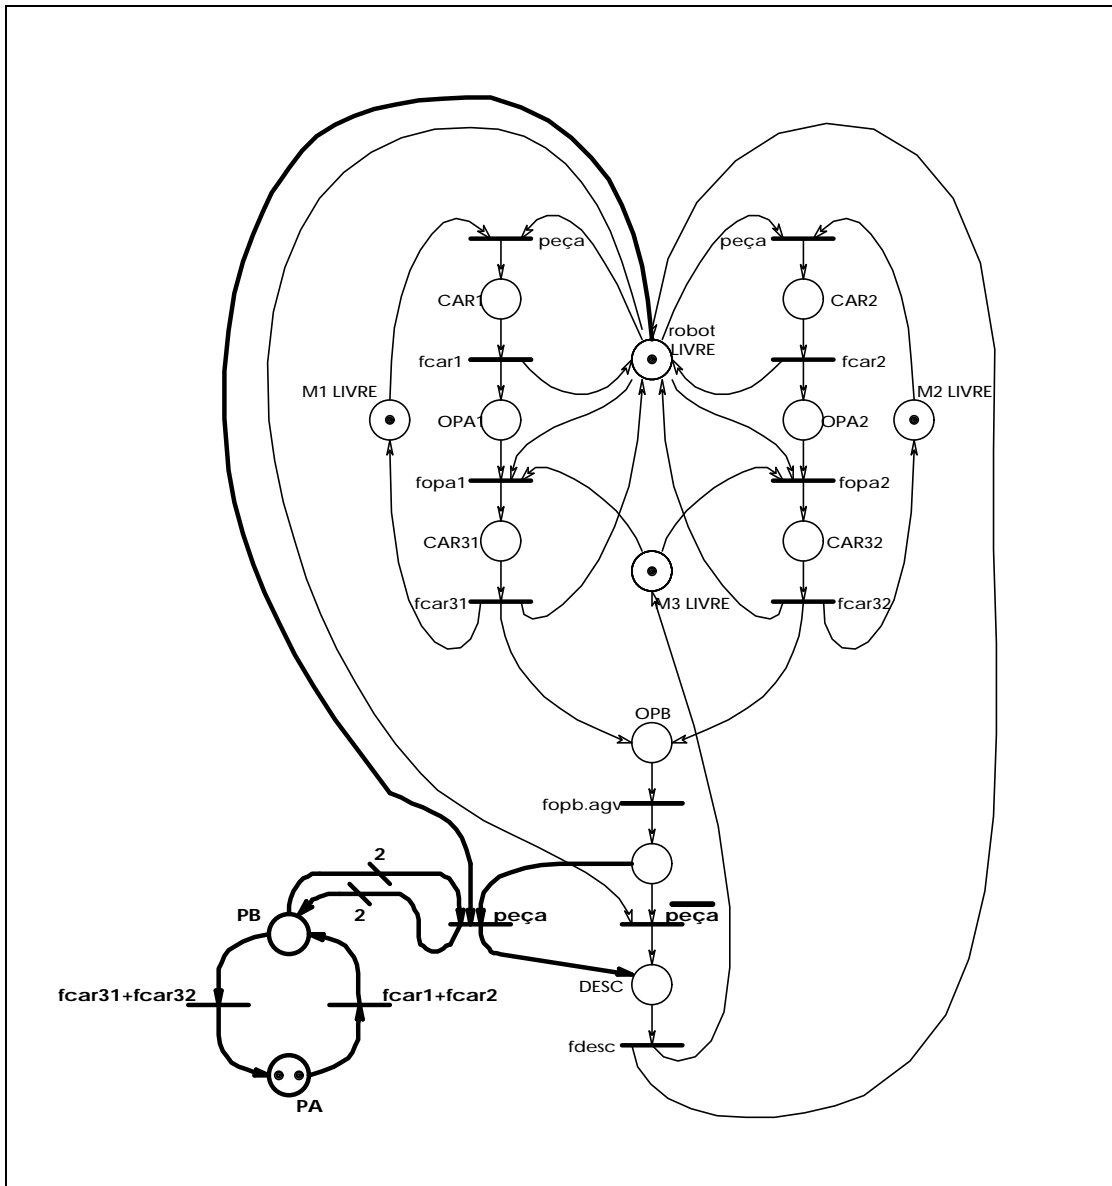 peça
peça
CAR1
CAR2
robot
LIVRE
fcar1
fcar2
M1 LIVRE
M2 LIVRE
OPA1
OPA2
fopa1
fopa2
CAR31
CAR32
fcar31
M3 LIVRE
fcar32
OPB
fopb.agv
2
2
PB
peça
peça
DESC
fcar31+fcar32
fcar1+fcar2
fdesc
PA